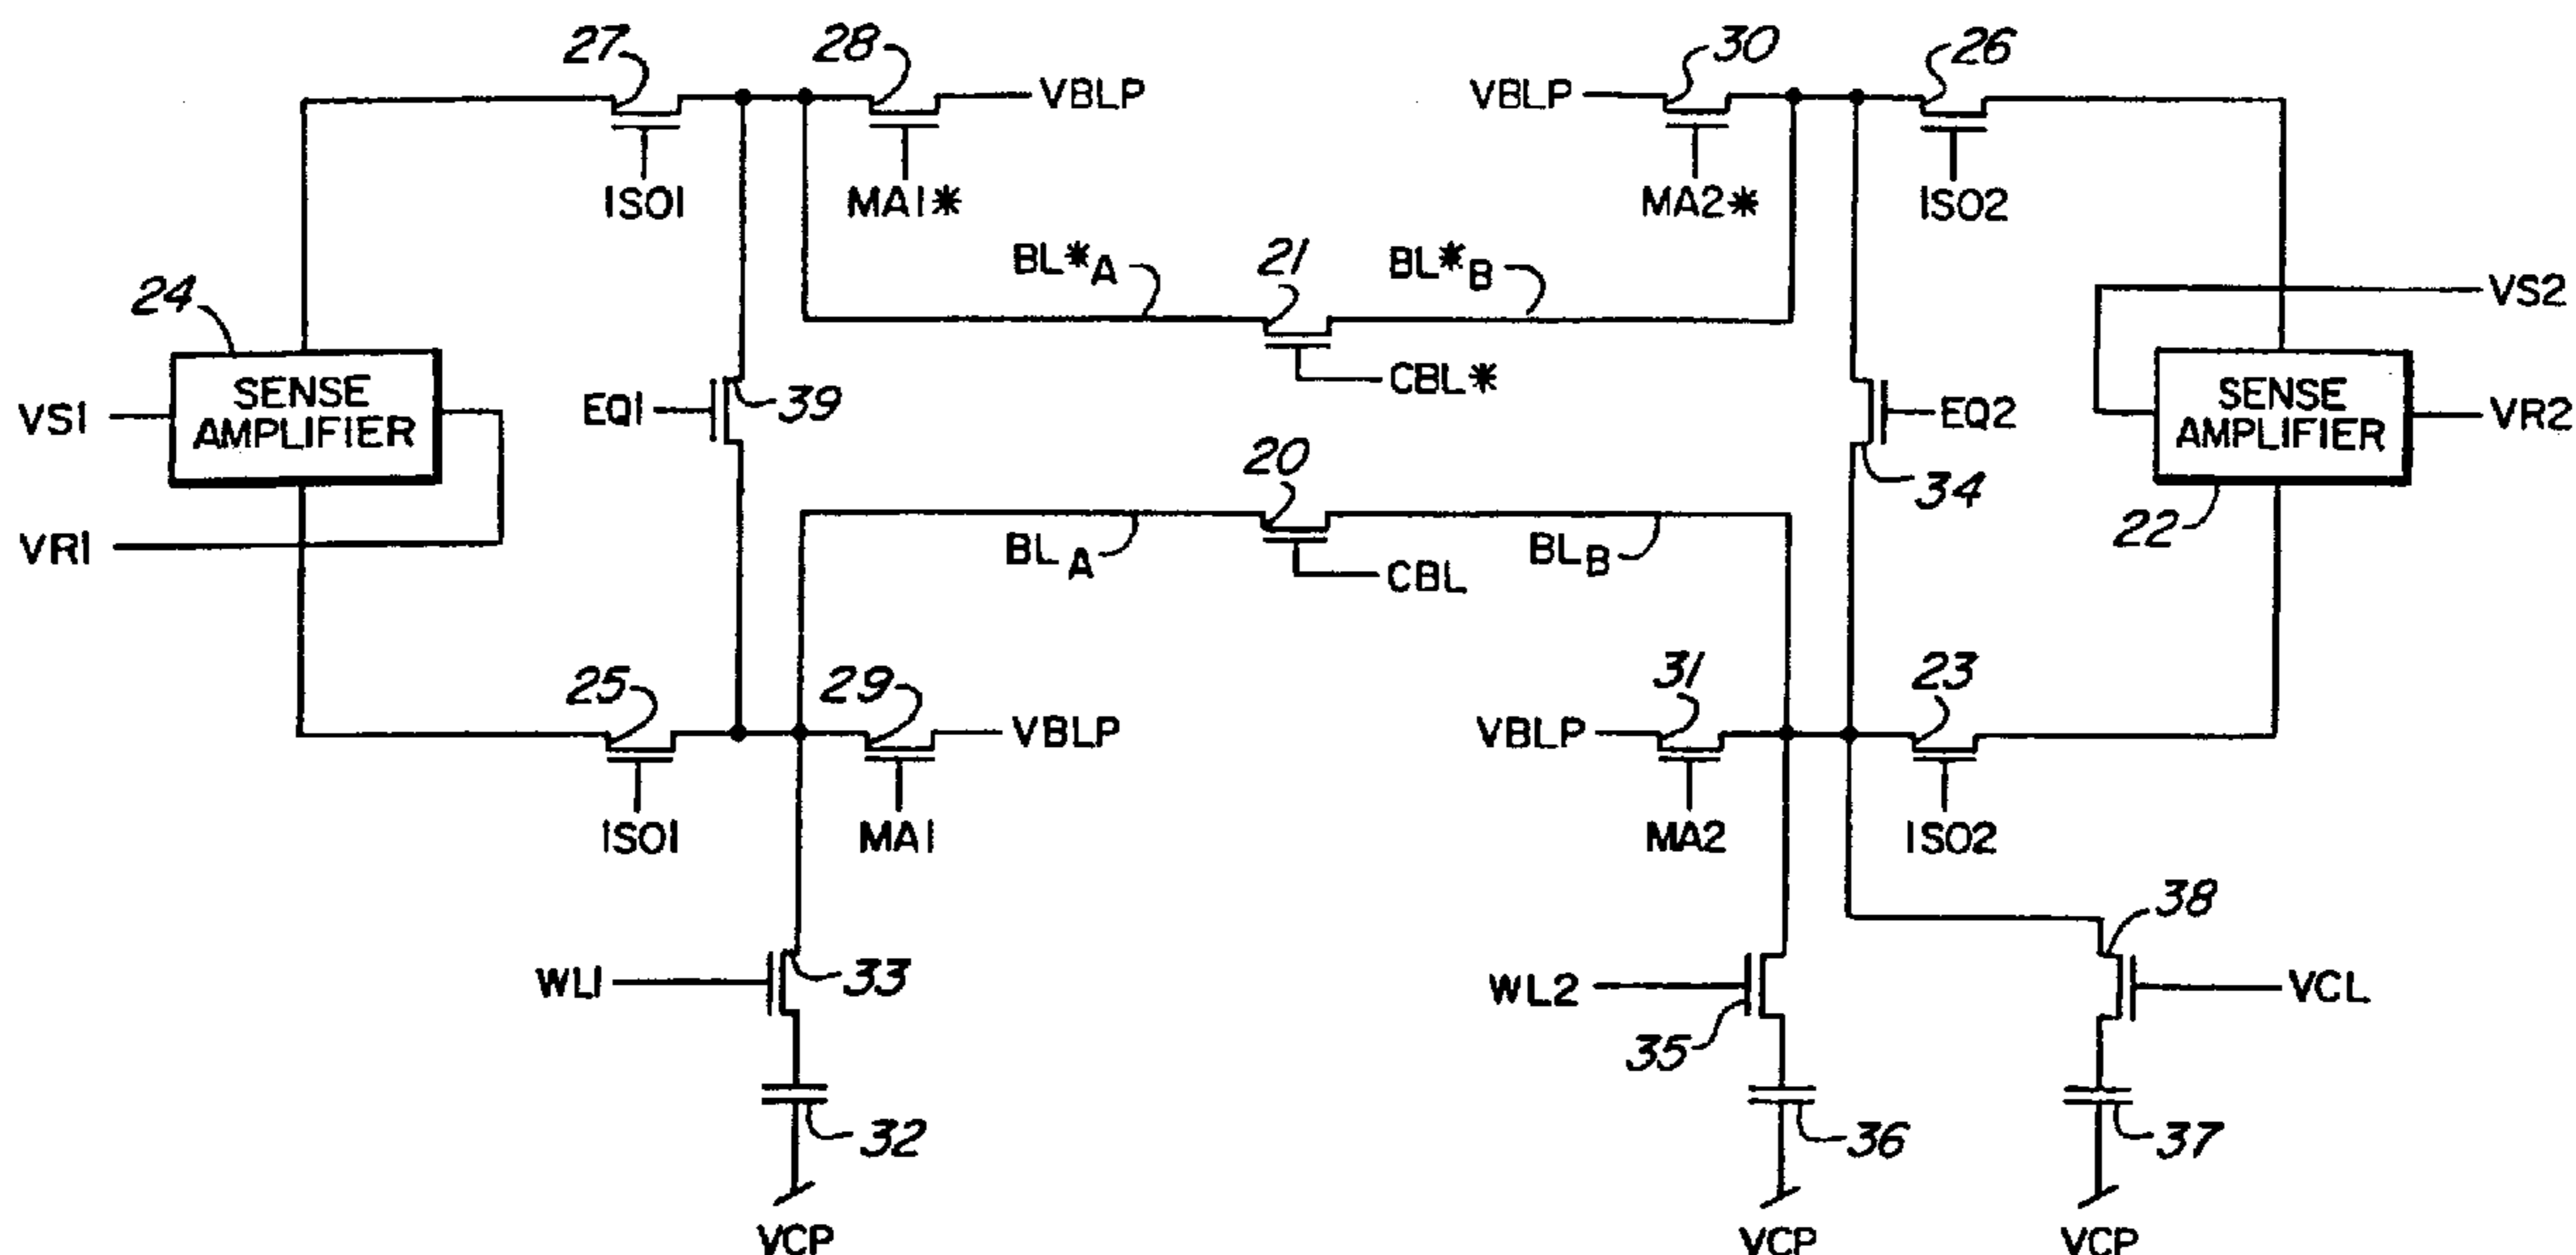 27
28
VBLP
VBLP
30
26
ISO1
MA1*
MA2*
ISO2
BL*A
21
BL*B
24
VS2
SENSE
AMPLIFIER
VS1
EQ1
39
CBL*
EQ2
SENSE
AMPLIFIER
VR2
20
34
VR1
BLA
CBL
BLB
22
25
29
VBLP
VBLP
31
23
ISO1
MA1
MA2
ISO2
38
WL1
33
WL2
VCL
35
32
36
37
VCP
VCP
VCP